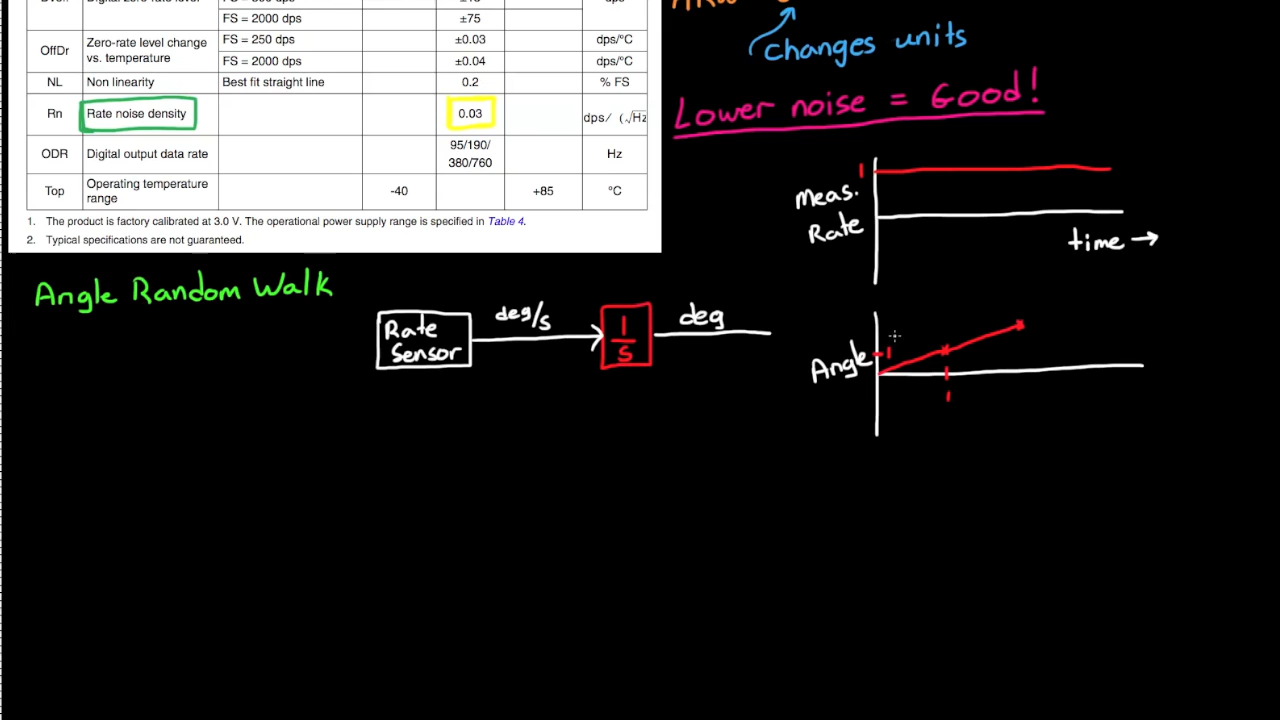 FS = 2000 dps ±75
OffDr Zero-rate level change vs. temperature FS = 250 dps ±0.03 dps/°C
FS = 2000 dps ±0.04 dps/°C
NL Non linearity Best fit straight line 0.2 % FS
Rn Rate noise density 0.03 dps/ (√Hz
ODR Digital output data rate 95/190/
380/760 Hz
Top Operating temperature
range -40 +85 °C
1. The product is factory calibrated at 3.0 V. The operational power supply range is specified in Table 4.
2. Typical specifications are not guaranteed.
changes units
Lower noise = Good!
1
Meas.
Rate
time →
Angle Random Walk
Rate
Sensor
deg/s
1
s
deg
Angle
1
1